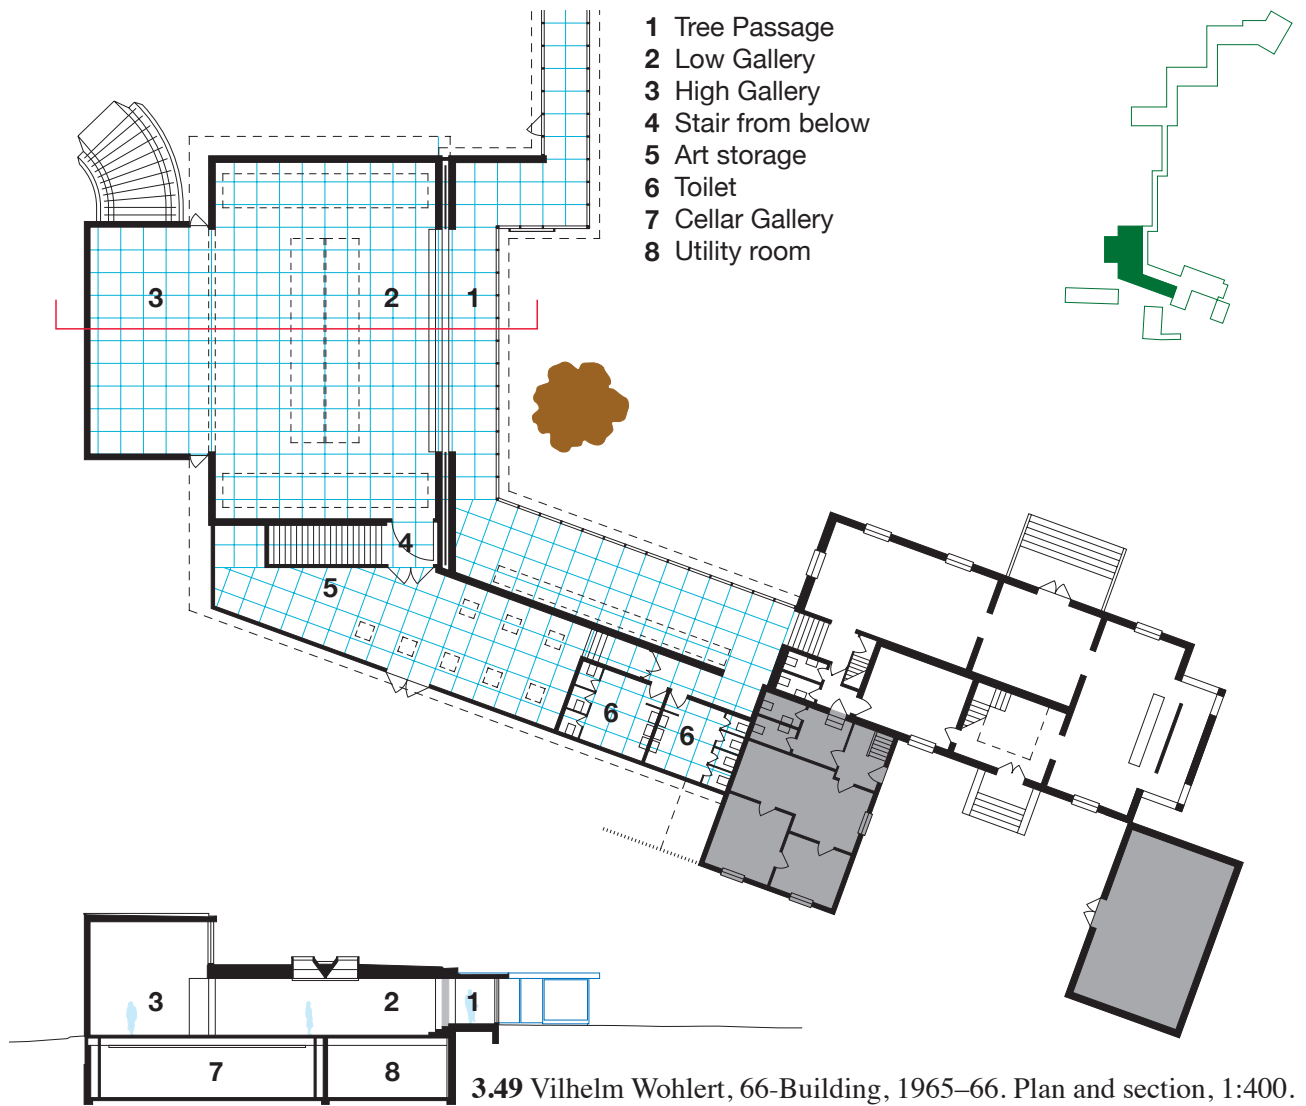 1 Tree Passage
2 Low Gallery
3 High Gallery
4 Stair from below
5 Art storage
6 Toilet
7 Cellar Gallery
8 Utility room
3
2
1
4
5
6
6
3
2
1
7
8
3.49 Vilhelm Wohlert, 66-Building, 1965–66. Plan and section, 1:400.